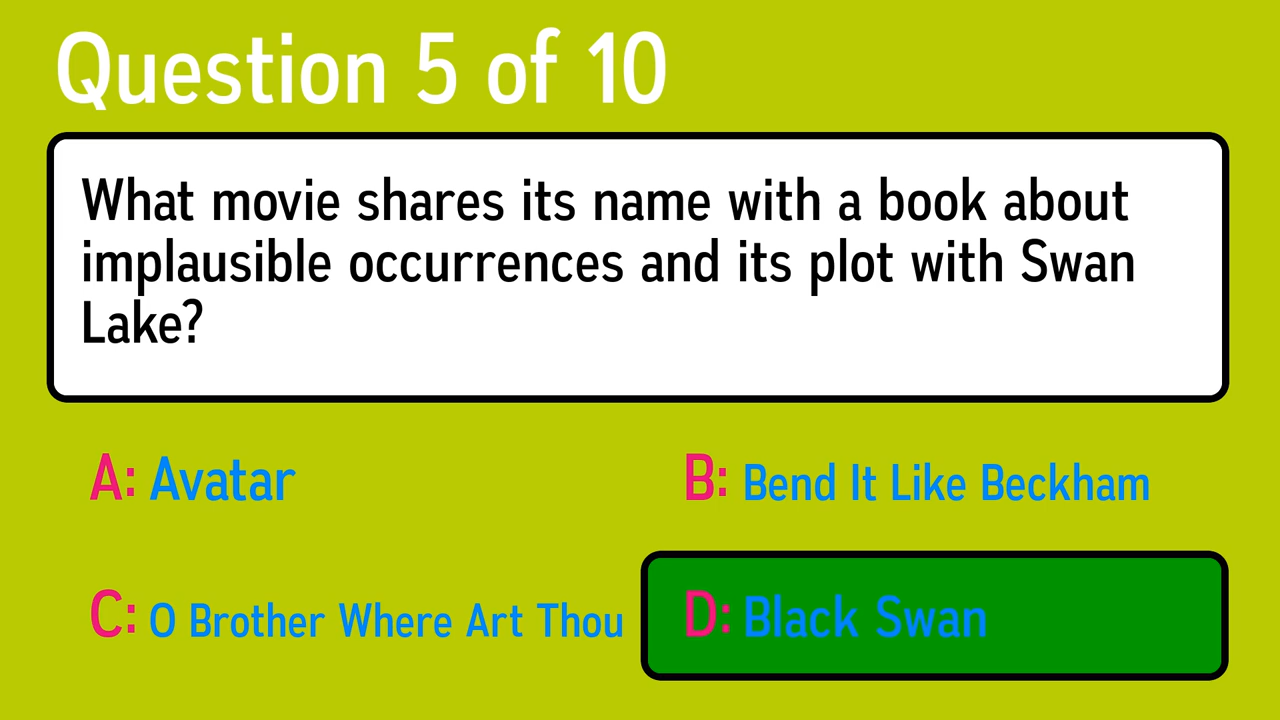 Question 5 of 10
What movie shares its name with a book about
implausible occurrences and its plot with Swan
Lake?
A: Avatar
B: Bend It Like Beckham
C: O Brother Where Art Thou
D: Black Swan